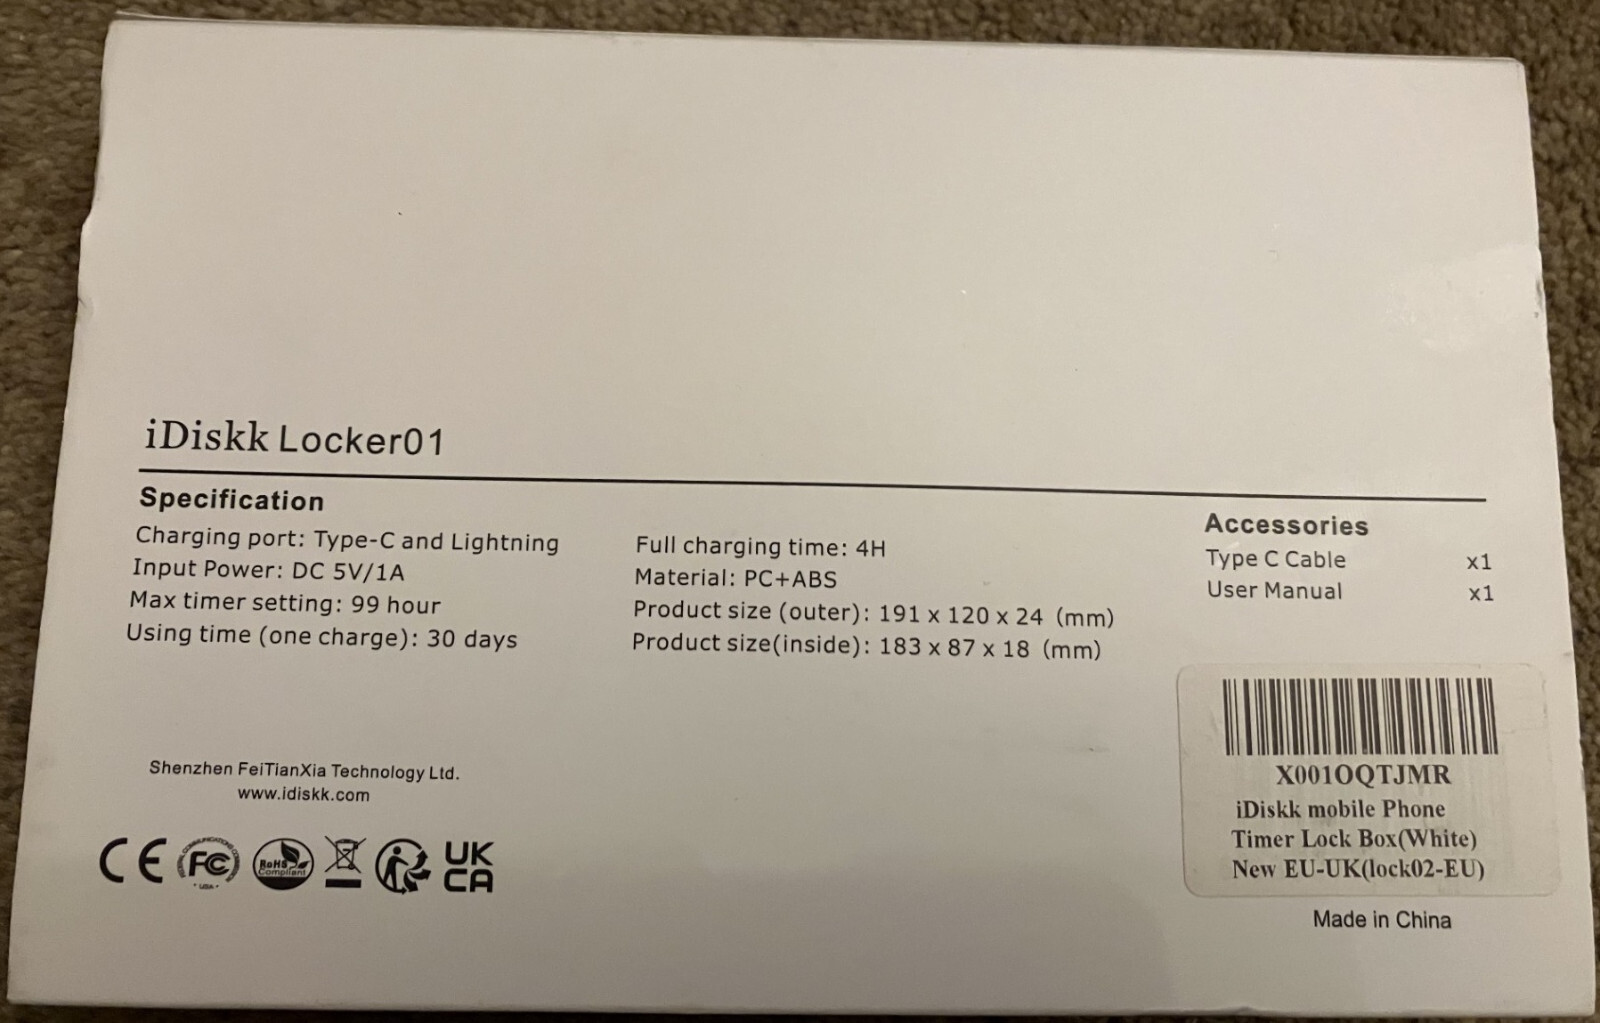 iDiskk Locker01
Specification
Charging port: Type-C and Lightning
Input Power: DC 5V/1A
Max timer setting: 99 hour
Using time (one charge): 30 days
Full charging time: 4H
Material: PC+ABS
Product size (outer): 191 x 120 x 24 (mm)
Product size(inside): 183 x 87 x 18 (mm)
Accessories
Type C Cable x1
User Manual x1
Shenzhen FeiTianXia Technology Ltd.
www.idiskk.com
CE FC RoHS Compliant UK CA
USA
X001OQTJMR
iDiskk mobile Phone
Timer Lock Box(White)
New EU-UK(lock02-EU)
Made in China